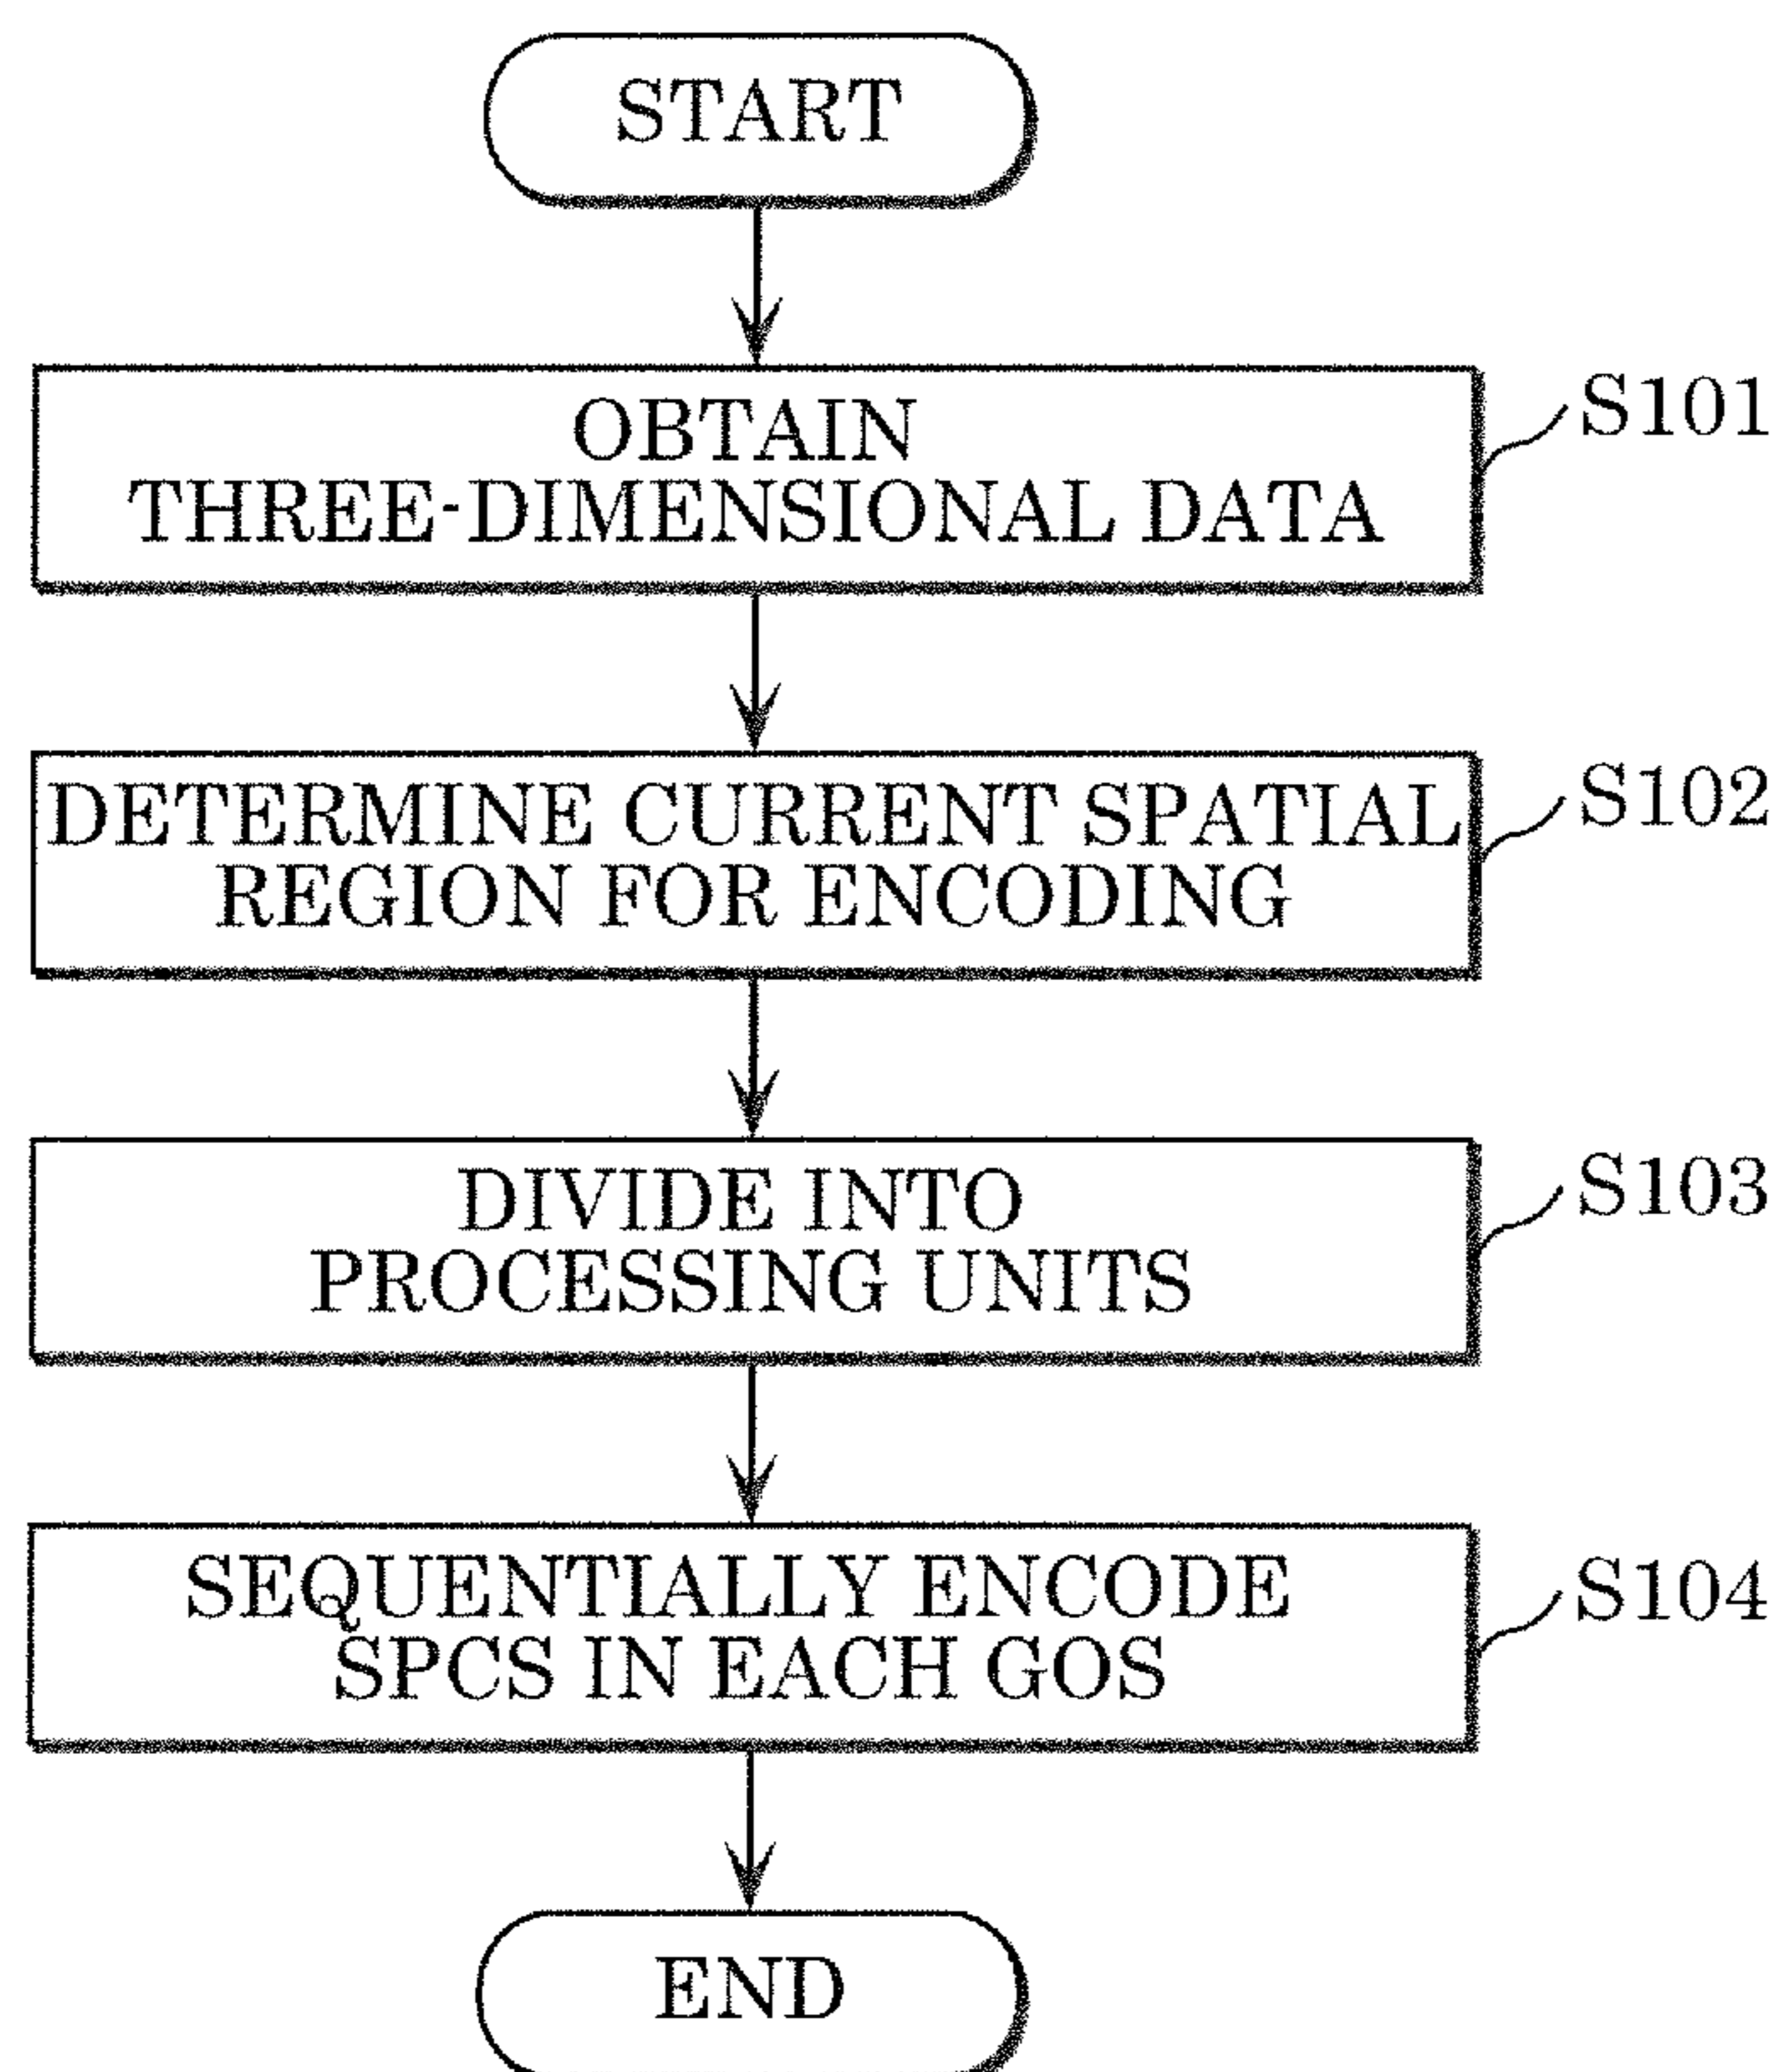 START
OBTAIN
THREE-DIMENSIONAL DATA
S101
DETERMINE CURRENT SPATIAL
REGION FOR ENCODING
S102
DIVIDE INTO
PROCESSING UNITS
S103
SEQUENTIALLY ENCODE
SPCS IN EACH GOS
S104
END